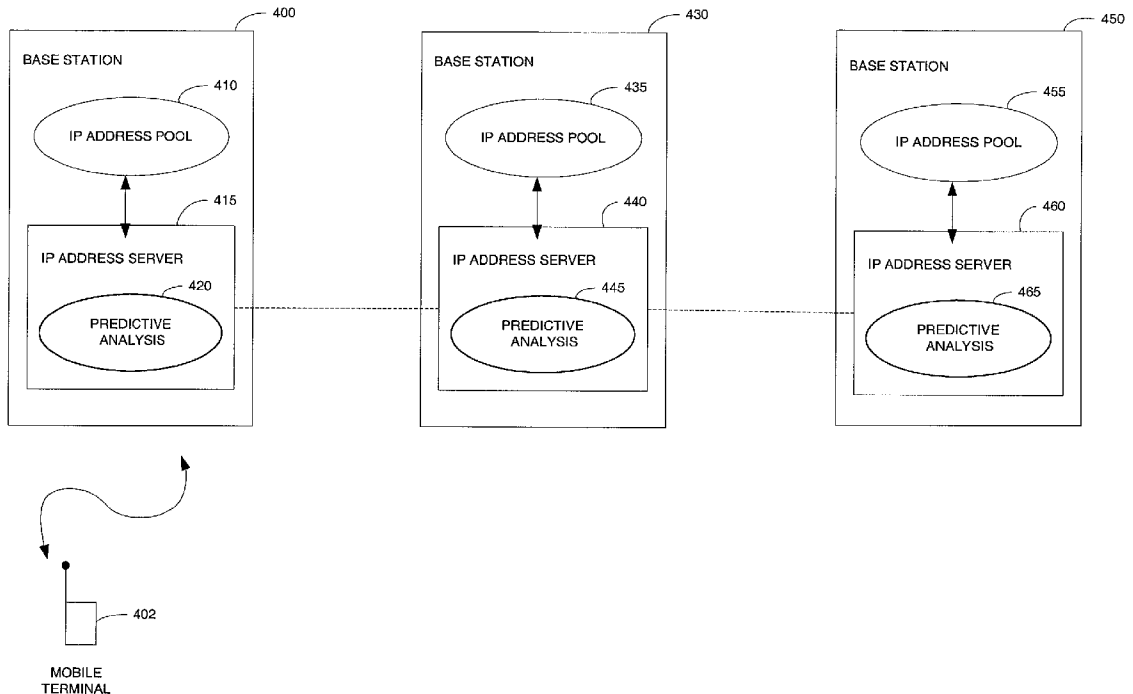 400
BASE STATION
410
IP ADDRESS POOL
415
IP ADDRESS SERVER
420
PREDICTIVE
ANALYSIS
430
BASE STATION
435
IP ADDRESS POOL
440
IP ADDRESS SERVER
445
PREDICTIVE
ANALYSIS
450
BASE STATION
455
IP ADDRESS POOL
460
IP ADDRESS SERVER
465
PREDICTIVE
ANALYSIS
402
MOBILE
TERMINAL